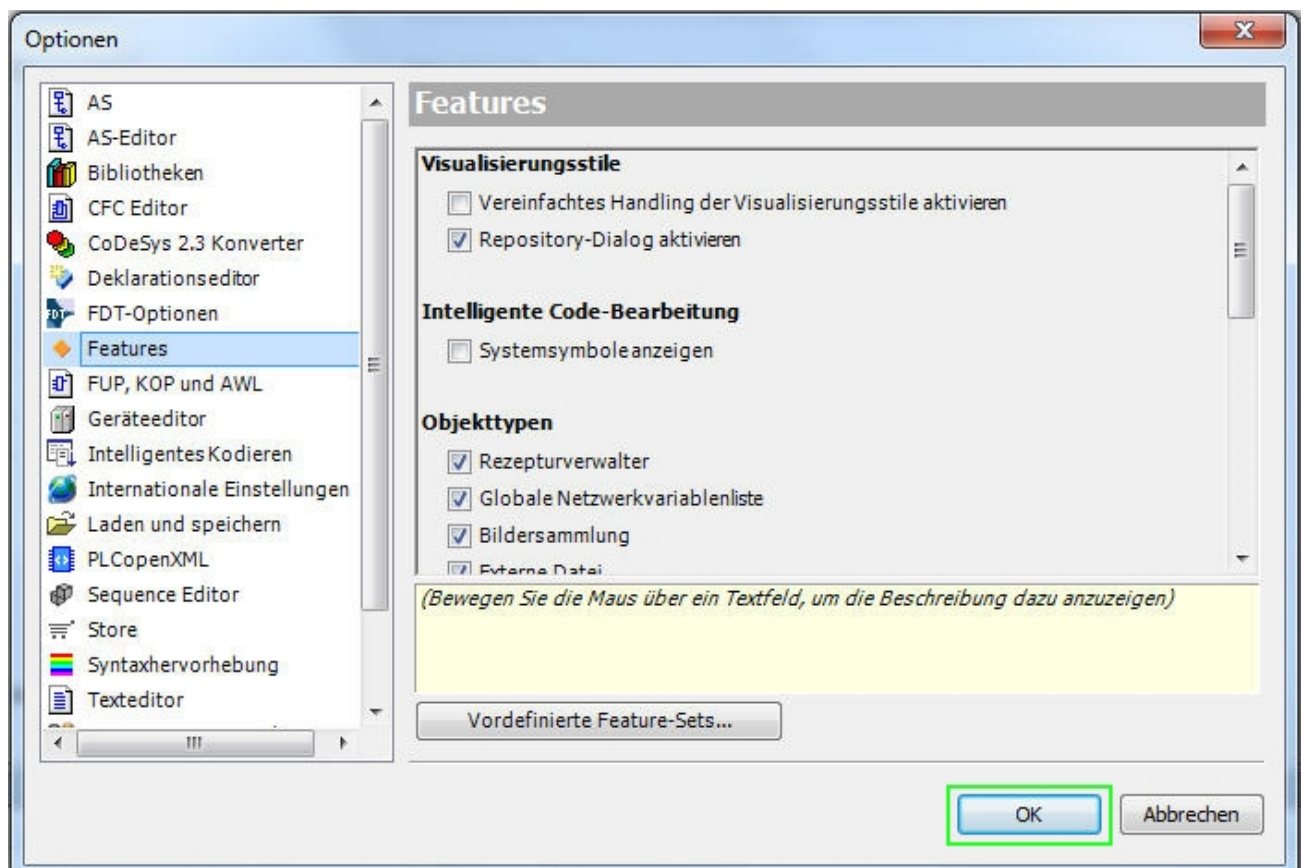 Optionen
AS
AS-Editor
Bibliotheken
CFC Editor
CoDeSys 2.3 Konverter
Deklarationseditor
FDT-Optionen
Features
FUP, KOP und AWL
Geräteeditor
Intelligentes Kodieren
Internationale Einstellungen
Laden und speichern
PLCopenXML
Sequence Editor
Store
Syntaxhervorhebung
Texteditor
Features
Visualisierungsstile
Vereinfachtes Handling der Visualisierungsstile aktivieren
Repository-Dialog aktivieren
Intelligente Code-Bearbeitung
Systemsymbole anzeigen
Objekttypen
Rezepturverwalter
Globale Netzwerkvariablenliste
Bildersammlung
Externe Datei
(Bewegen Sie die Maus über ein Textfeld, um die Beschreibung dazu anzuzeigen)
Vordefinierte Feature-Sets...
OK
Abbrechen